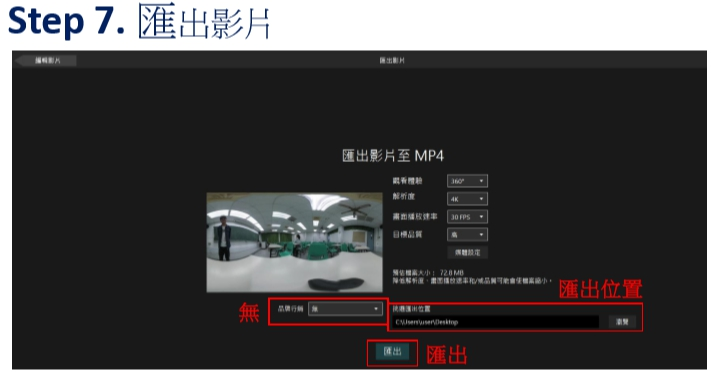 Step 7. 匯出影片
編輯影片
匯出影片
匯出影片至 MP4
觀看體驗 360°
解析度 4K
畫面播放速率 30 FPS
目標品質 高
媒體設定
預估檔案大小： 72.8 MB
降低解析度、畫面播放速率和/或品質可能會使檔案縮小。
匯出位置
無
品牌行銷 無
挑選匯出位置
C:\Users\user\Desktop 瀏覽
匯出 匯出